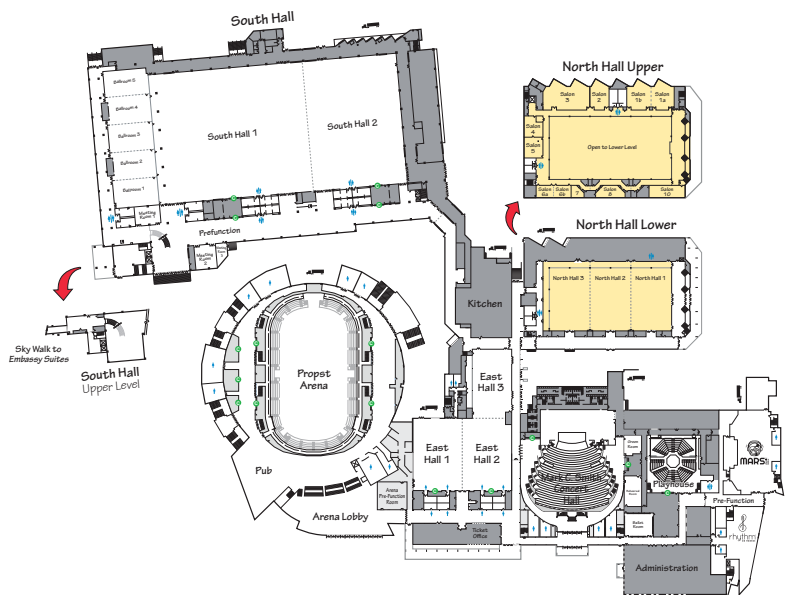 South Hall
Ballroom 5
Ballroom 4
Ballroom 3
Ballroom 2
Ballroom 1
South Hall 1
South Hall 2
Meeting
Room 1
Prefunction
Meeting
Room 2
Sky Walk to
Embassy Suites
South Hall
Upper Level
North Hall Upper
Salon
3
Salon
2
Salon
1b
Salon
1a
Salon
4
Salon
5
Open to Lower Level
Salon
6a
Salon
6b
7
Salon
8
Salon
10
North Hall Lower
North Hall 3
North Hall 2
North Hall 1
Kitchen
Propst
Arena
Pub
Arena Lobby
Arena
Pre-Function
Room
East
Hall 3
East
Hall 1
East
Hall 2
Ticket
Office
Mark C. Smith
Concert
Hall
Green
Room
Playhouse
MARS
Pre-Function
rhythm
Administration